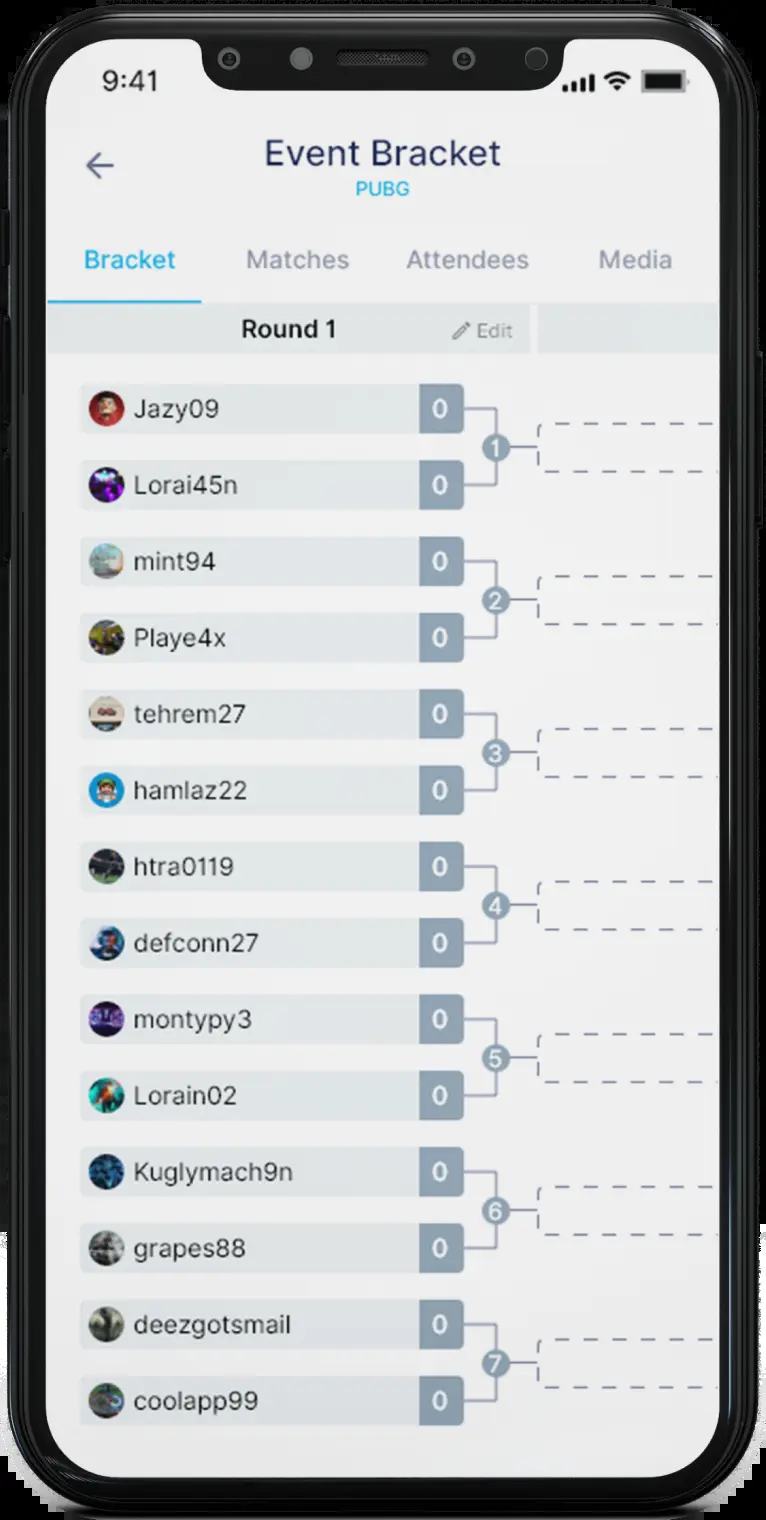 9:41
Event Bracket
PUBG
Bracket Matches Attendees Media
Round 1 Edit
Jazy09 0
1
Lorai45n 0
mint94 0
2
Playe4x 0
tehrem27 0
3
hamlaz22 0
htra0119 0
4
defconn27 0
montypy3 0
5
Lorain02 0
Kuglymach9n 0
6
grapes88 0
deezgotsmail 0
7
coolapp99 0